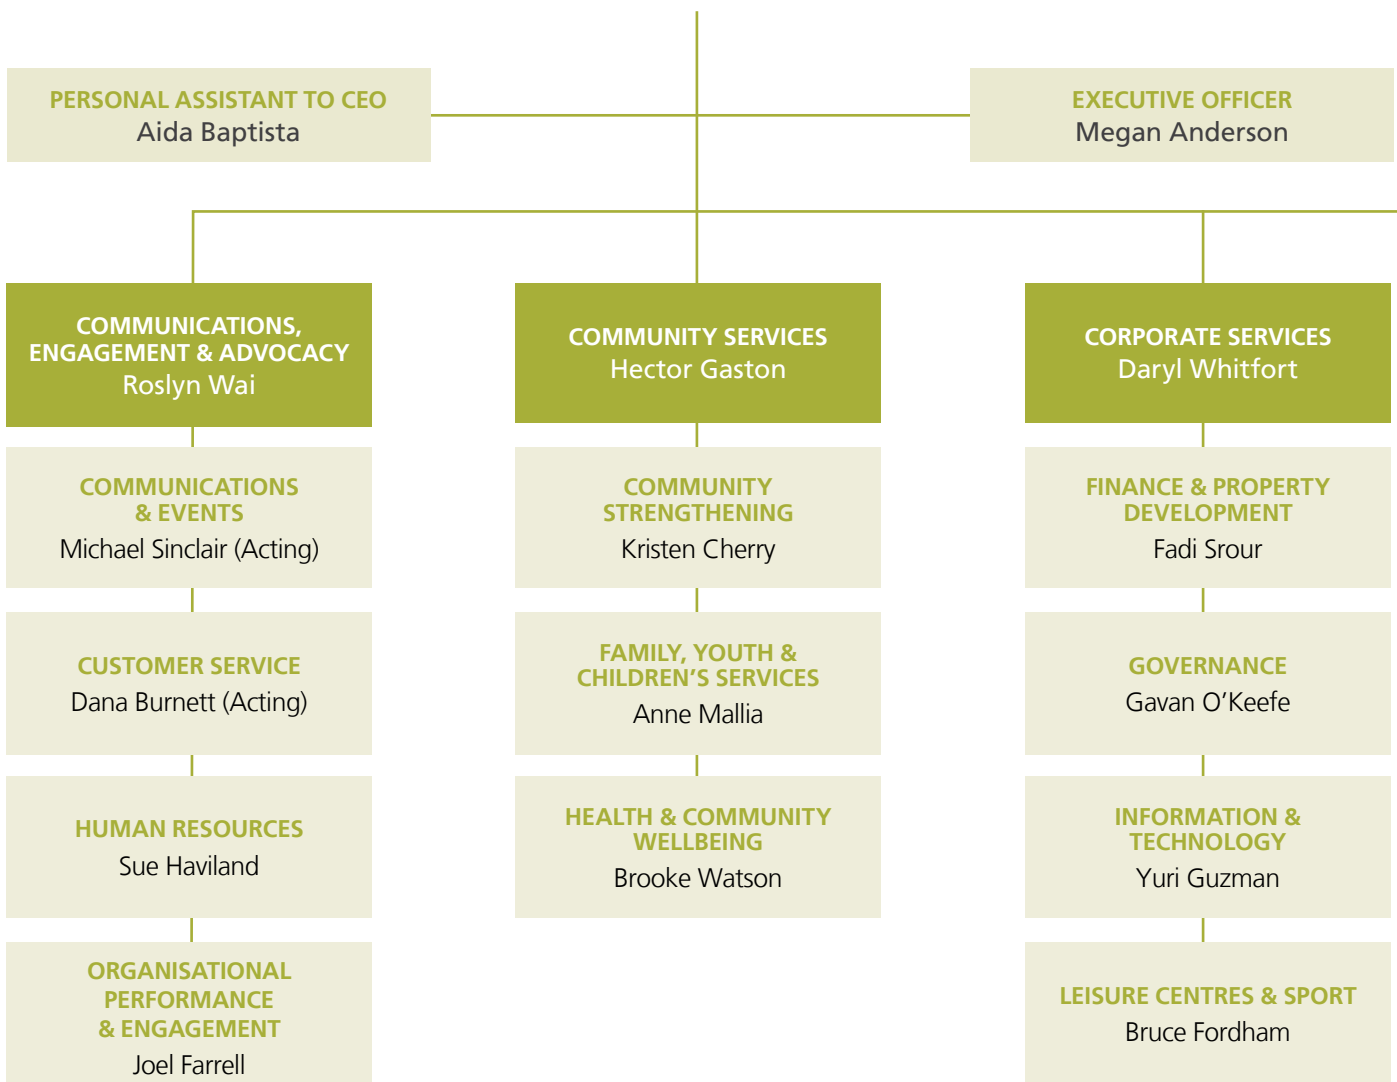 PERSONAL ASSISTANT TO CEO
Aida Baptista
EXECUTIVE OFFICER
Megan Anderson
COMMUNICATIONS,
ENGAGEMENT & ADVOCACY
Roslyn Wai
COMMUNICATIONS
& EVENTS
Michael Sinclair (Acting)
CUSTOMER SERVICE
Dana Burnett (Acting)
HUMAN RESOURCES
Sue Haviland
ORGANISATIONAL
PERFORMANCE
& ENGAGEMENT
Joel Farrell
COMMUNITY SERVICES
Hector Gaston
COMMUNITY
STRENGTHENING
Kristen Cherry
FAMILY, YOUTH &
CHILDREN’S SERVICES
Anne Mallia
HEALTH & COMMUNITY
WELLBEING
Brooke Watson
CORPORATE SERVICES
Daryl Whitfort
FINANCE & PROPERTY
DEVELOPMENT
Fadi Srour
GOVERNANCE
Gavan O’Keefe
INFORMATION &
TECHNOLOGY
Yuri Guzman
LEISURE CENTRES & SPORT
Bruce Fordham